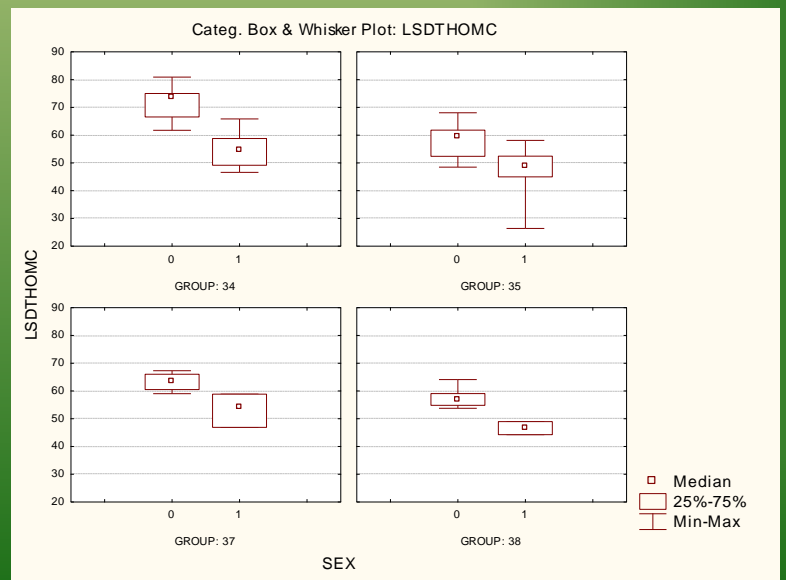 Categ. Box & Whisker Plot: LSDTHOMC
LSDTHOMC
90
80
70
60
50
40
30
20
0 1
GROUP: 34
0 1
GROUP: 35
90
80
70
60
50
40
30
20
0 1
GROUP: 37
0 1
GROUP: 38
SEX
Median
25%-75%
Min-Max